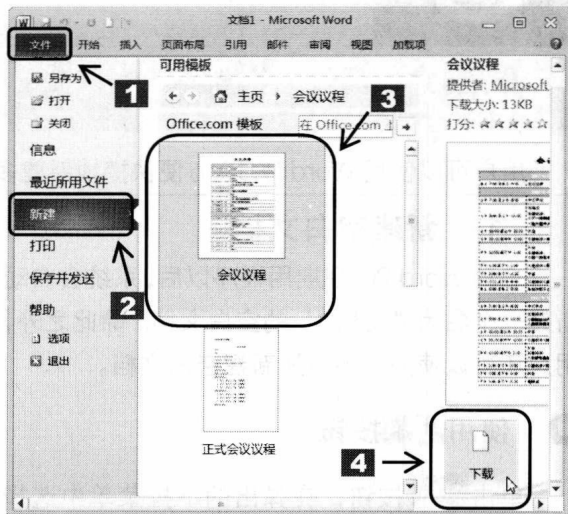 文档1 - Microsoft Word
文件 开始 插入 页面布局 引用 邮件 审阅 视图 加载项
另存为
打开
关闭
信息
最近所用文件
新建
打印
保存并发送
帮助
选项
退出
1
2
可用模板
主页 会议议程
3
Office.com 模板 在 Office.com 上
会议议程
正式会议议程
会议议程
提供者: Microsoft
下载大小: 13KB
打分:
4
下载